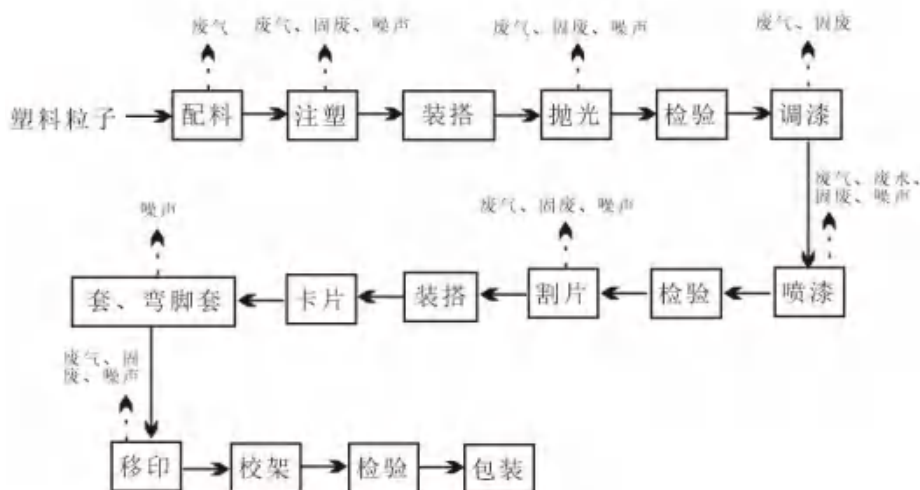 废气
废气、固废、噪声
废气、固废、噪声
废气、固废
塑料粒子
配料
注塑
装搭
抛光
检验
调漆
废气、废水、
固废、噪声
噪声
废气、固废、噪声
套、弯脚套
卡片
装搭
割片
检验
喷漆
废气、固
废、噪声
移印
校架
检验
包装